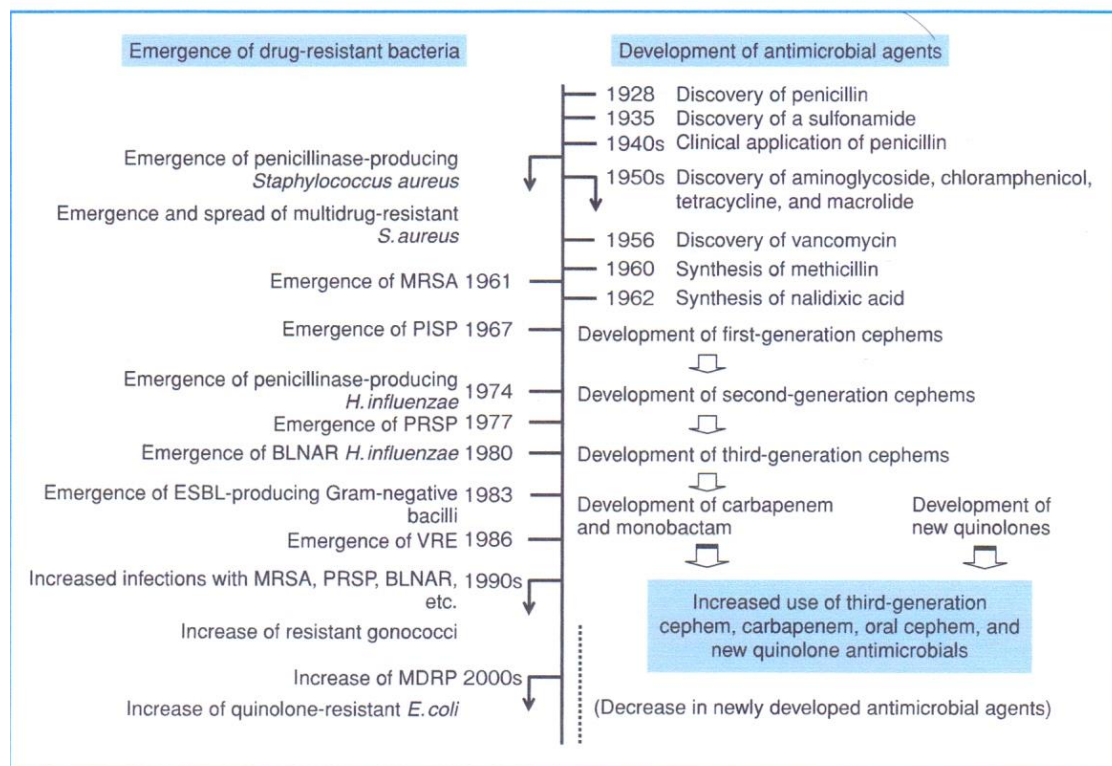 Emergence of drug-resistant bacteria
Emergence of penicillinase-producing
Staphylococcus aureus
Emergence and spread of multidrug-resistant
S. aureus
Emergence of MRSA 1961
Emergence of PISP 1967
Emergence of penicillinase-producing
H. influenzae
1974
Emergence of PRSP 1977
Emergence of BLNAR H. influenzae 1980
Emergence of ESBL-producing Gram-negative
bacilli
1983
Emergence of VRE 1986
Increased infections with MRSA, PRSP, BLNAR,
etc.
1990s
Increase of resistant gonococci
Increase of MDRP 2000s
Increase of quinolone-resistant E. coli
Development of antimicrobial agents
1928 Discovery of penicillin
1935 Discovery of a sulfonamide
1940s Clinical application of penicillin
1950s Discovery of aminoglycoside, chloramphenicol,
tetracycline, and macrolide
1956 Discovery of vancomycin
1960 Synthesis of methicillin
1962 Synthesis of nalidixic acid
Development of first-generation cephems
Development of second-generation cephems
Development of third-generation cephems
Development of carbapenem
and monobactam
Development of
new quinolones
Increased use of third-generation
cephem, carbapenem, oral cephem, and
new quinolone antimicrobials
(Decrease in newly developed antimicrobial agents)